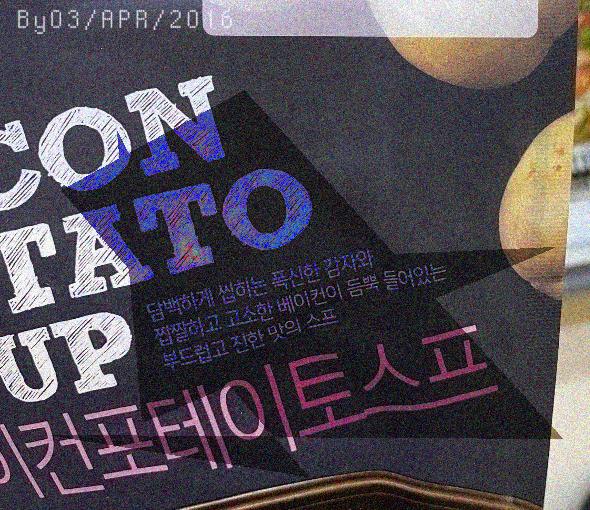 By03/APR/2016
CON
TATO
UP
담백하게 씹히는 폭신한 감자와
짭짤하고 고소한 베이컨이 듬뿍 들어있는
부드럽고 진한 맛의 스프
이컨포테이토스프